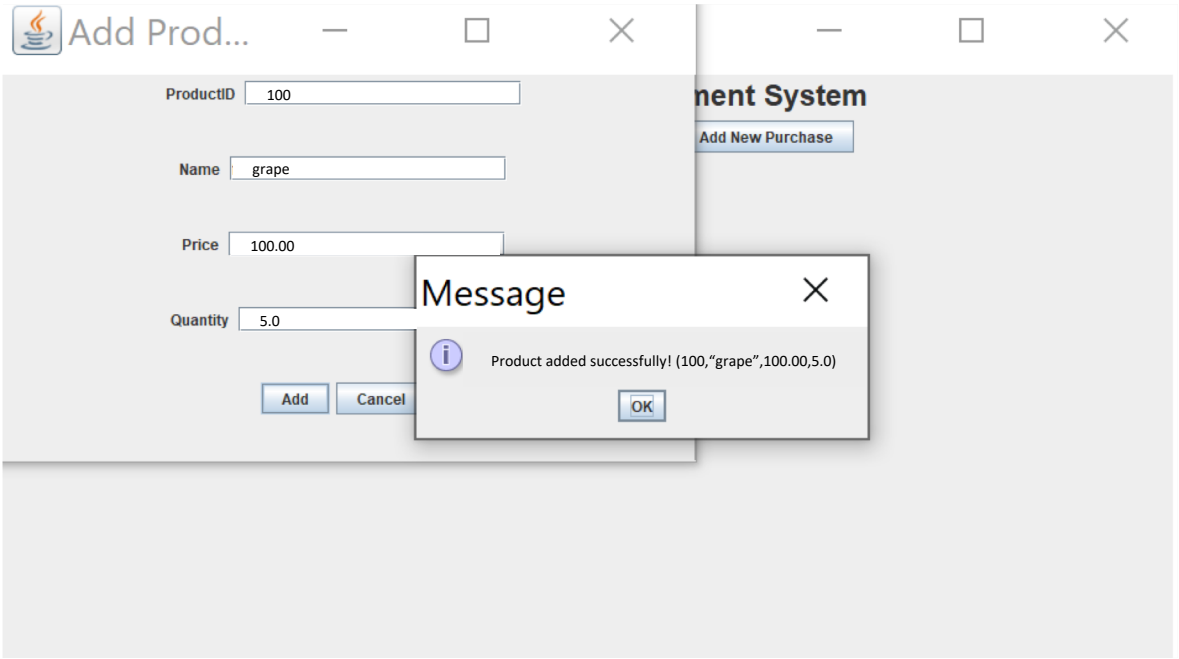 Add Prod...
ProductID 100
ment System
Add New Purchase
Name grape
Price 100.00
Message
Quantity 5.0
Product added successfully! (100,“grape”,100.00,5.0)
Add Cancel
OK